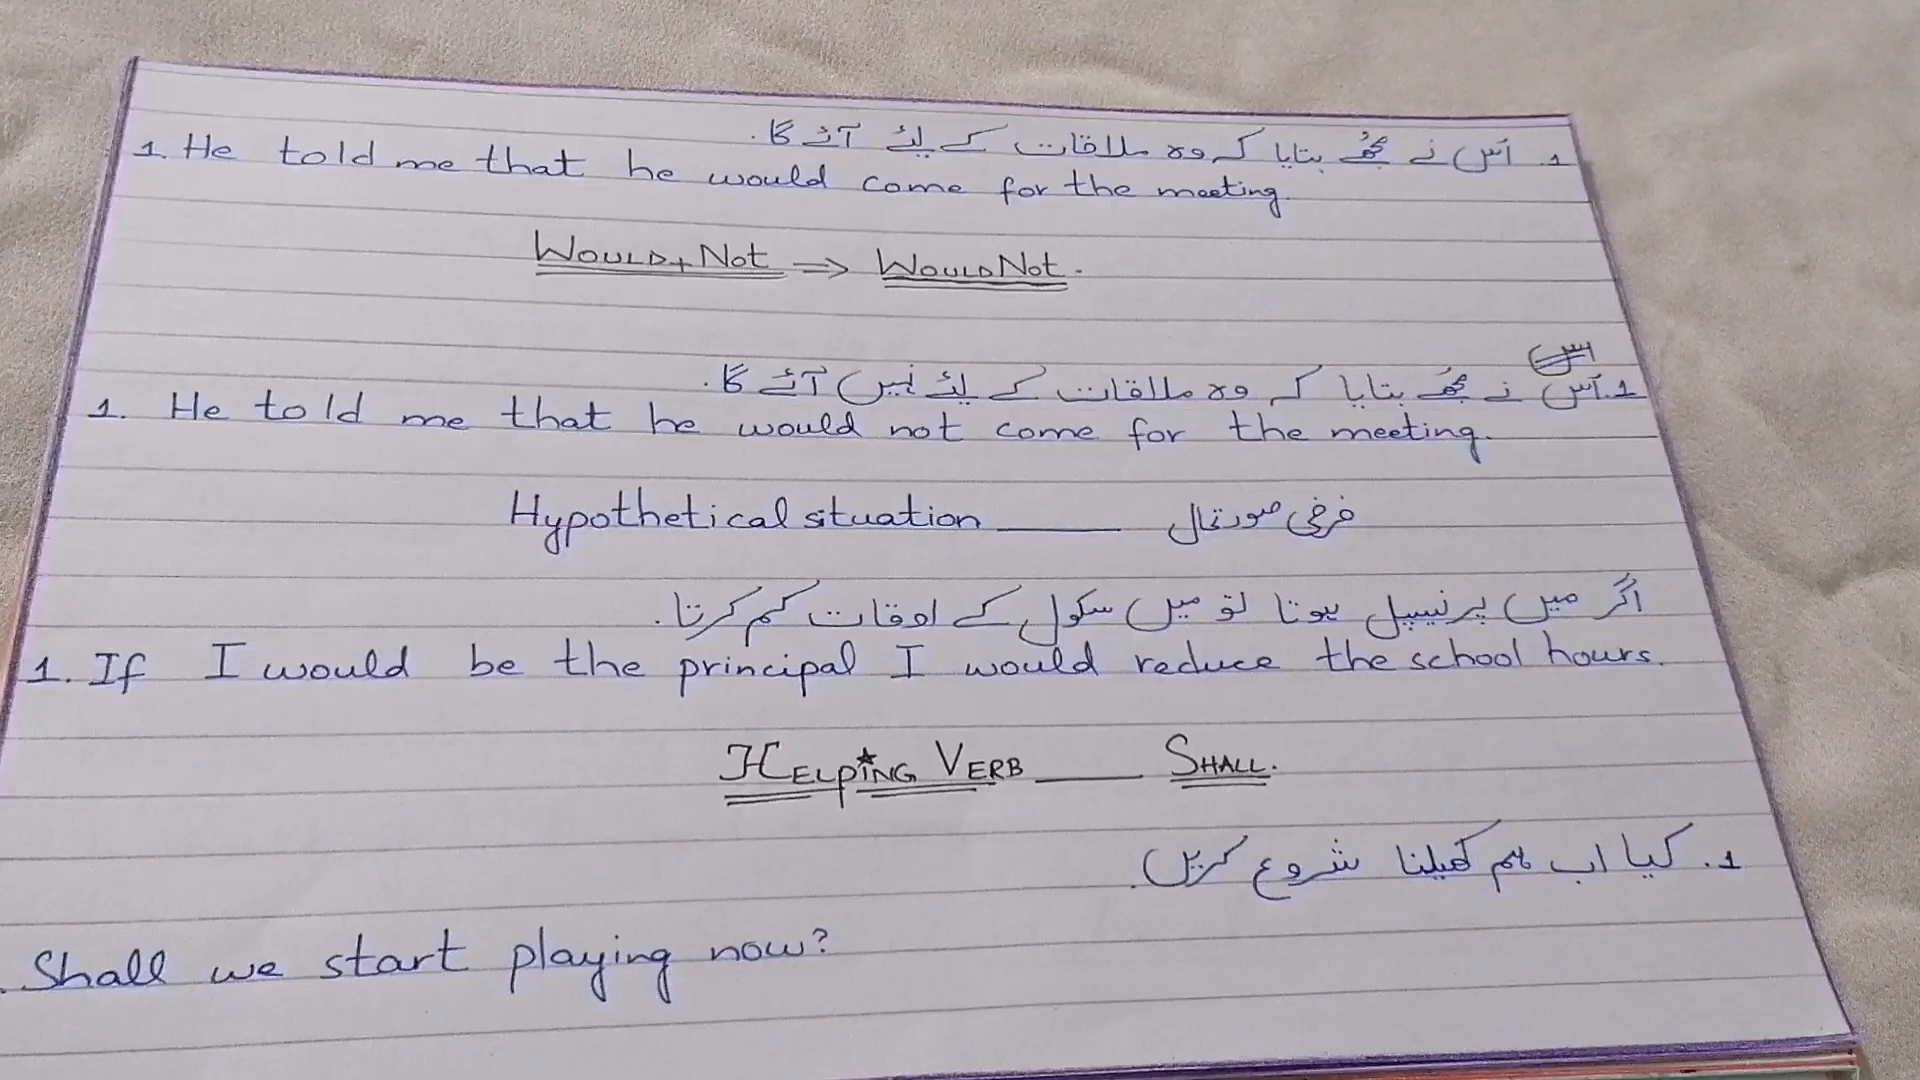 1. اُس نے مجھے بتایا کہ وہ ملاقات کے لئے آئے گا.
1. He told me that he would come for the meeting.
WOULD + NOT => WOULD NOT.
1. اُس نے مجھے بتایا کہ وہ ملاقات کے لئے نہیں آئے گا.
1. He told me that he would not come for the meeting.
Hypothetical situation ____ فرضی صورتحال
اگر میں پرنسپل ہوتا تو میں سکول کے اوقات کم کرتا.
1. If I would be the principal I would reduce the school hours.
HELPING VERB ____ SHALL.
1. کیا اب ہم کھیلنا شروع کریں.
. Shall we start playing now?